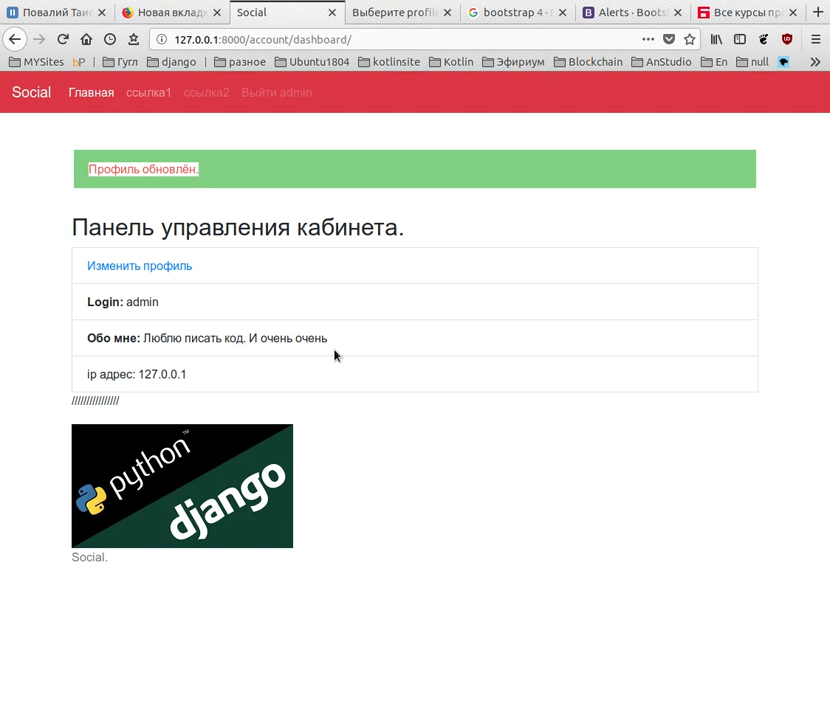 Повалий Таис
Новая вкладк
Social
Выберите profile
bootstrap 4 -
Alerts · Boots
Все курсы пр
127.0.0.1:8000/account/dashboard/
MYSites
bP
Гугл
django
разное
Ubuntu1804
kotlinsite
Kotlin
Эфириум
Blockchain
AnStudio
En
null
Social Главная ссылка1 ссылка2 Выйти admin
Профиль обновлён.
Панель управления кабинета.
Изменить профиль
Login: admin
Обо мне: Люблю писать код. И очень очень
ip адрес: 127.0.0.1
////////////////
python™
django
Social.